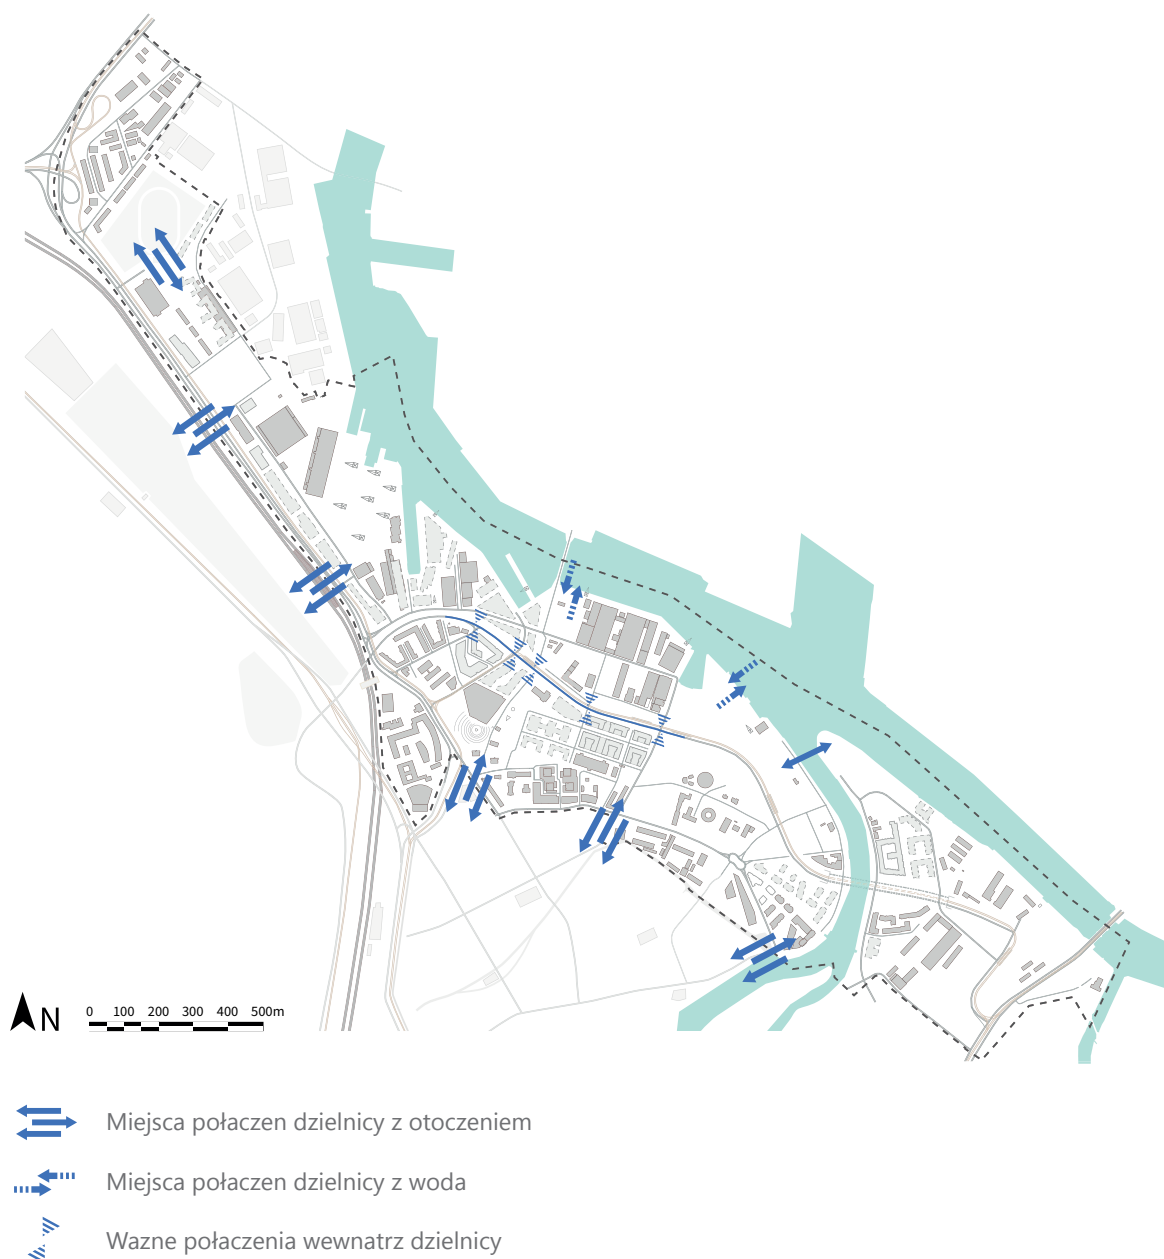 N
0 100 200 300 400 500m
Miejsca połaczen dzielnicy z otoczeniem
Miejsca połaczen dzielnicy z woda
Wazne połaczenia wewnatrz dzielnicy